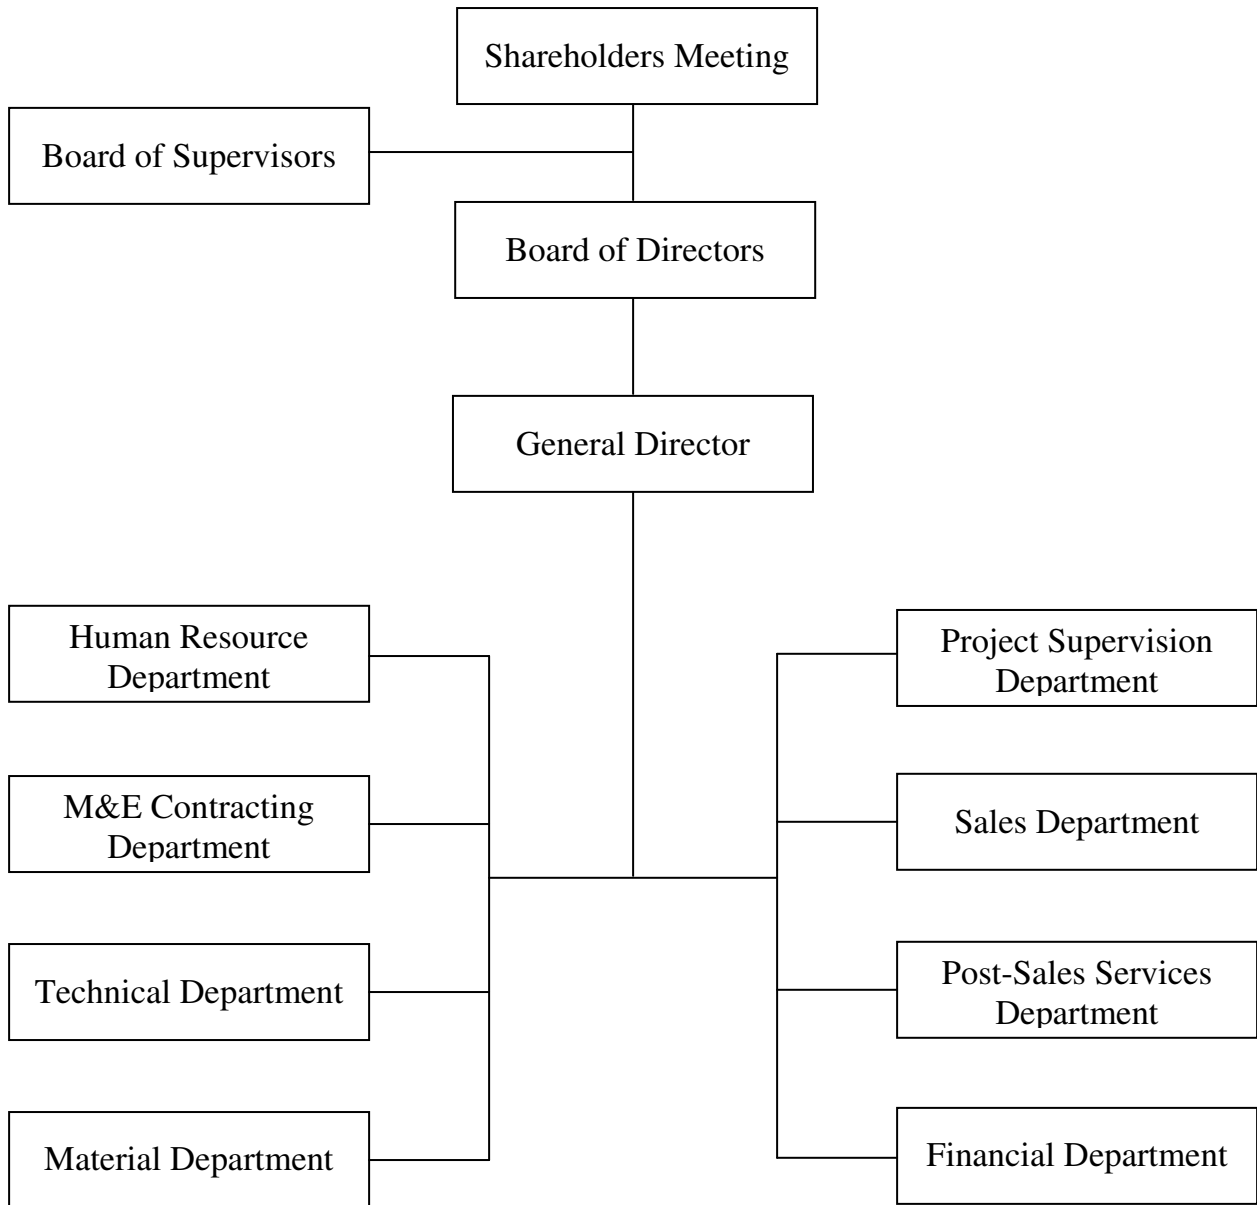 Shareholders Meeting
Board of Supervisors
Board of Directors
General Director
Human Resource
Department
Project Supervision
Department
M&E Contracting
Department
Sales Department
Technical Department
Post-Sales Services
Department
Material Department
Financial Department